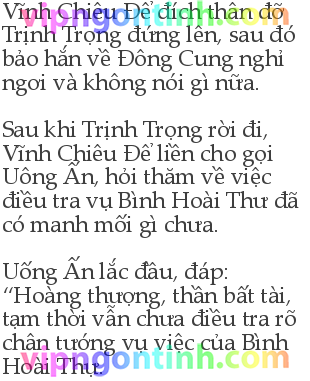 Vĩnh Chiêu Đế đích thân đỡ
Trịnh Trọng đứng lên, sau đó
bảo hắn về Đông Cung nghỉ
ngơi và không nói gì nữa.
Sau khi Trịnh Trọng rời đi,
Vĩnh Chiêu Đế liền cho gọi
Uông Ấn, hỏi thăm về việc
điều tra vụ Bình Hoài Thư đã
có manh mối gì chưa.
Uống Ấn lắc đầu, đáp:
“Hoàng thượng, thần bất tài,
tạm thời vẫn chưa điều tra rõ
chân tướng vụ việc của Bình
Hoài Thư.
vipngontinh.com
vipngontinh.com